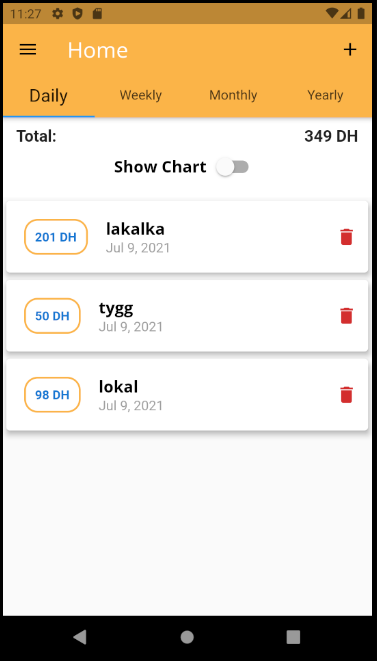 11:27
Home
Daily Weekly Monthly Yearly
Total: 349 DH
Show Chart
201 DH lakalka
Jul 9, 2021
50 DH tygg
Jul 9, 2021
98 DH lokal
Jul 9, 2021